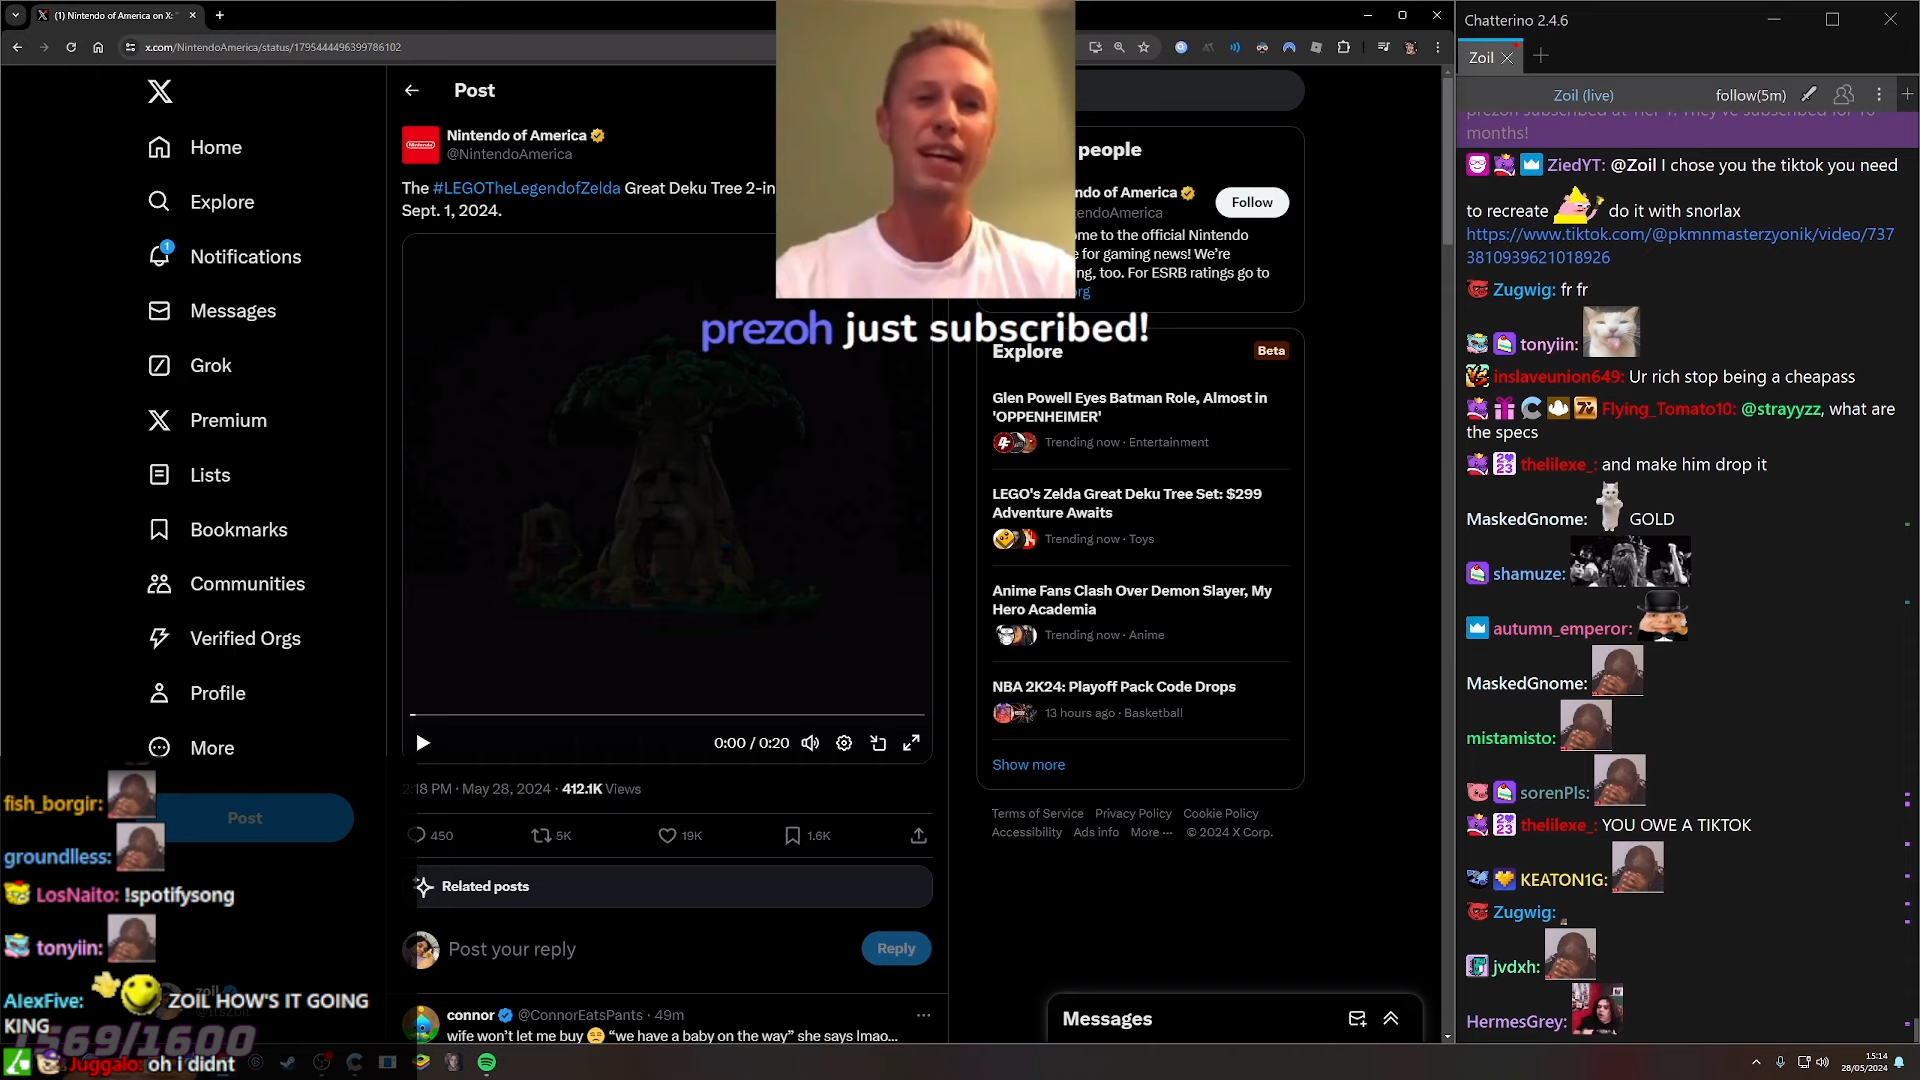 (1) Nintendo of America on X: "
x.com/NintendoAmerica/status/1795444496399786102
Home
Explore
Notifications
1
Messages
Grok
Premium
Lists
Bookmarks
Communities
Verified Orgs
Profile
More
Post
Post
Nintendo of America
@NintendoAmerica
The #LEGOTheLegendofZelda Great Deku Tree 2-in
Sept. 1, 2024.
0:00 / 0:20
2:18 PM · May 28, 2024 · 412.1K Views
450
5K
19K
1.6K
Related posts
Post your reply
Reply
connor @ConnorEatsPants · 49m
wife won't let me buy "we have a baby on the way" she says lmao...
prezoh just subscribed!
people
ndo of America
endoAmerica
Follow
ome to the official Nintendo
e for gaming news! We're
ng, too. For ESRB ratings go to
org
Explore
Beta
Glen Powell Eyes Batman Role, Almost in
'OPPENHEIMER'
Trending now · Entertainment
LEGO's Zelda Great Deku Tree Set: $299
Adventure Awaits
Trending now · Toys
Anime Fans Clash Over Demon Slayer, My
Hero Academia
Trending now · Anime
NBA 2K24: Playoff Pack Code Drops
13 hours ago · Basketball
Show more
Terms of Service Privacy Policy Cookie Policy
Accessibility Ads info More ··· © 2024 X Corp.
Messages
fish_borgir:
groundlless:
LosNaito: !spotifysong
tonyiin:
AlexFive: ZOIL HOW'S IT GOING
KING
zoil
1569/1600
Juggalo: oh i didnt
Chatterino 2.4.6
Zoil
Zoil (live)
follow(5m)
prezoh subscribed at Tier 1. They've subscribed for 10
months!
ZiedYT: @Zoil I chose you the tiktok you need
to recreate do it with snorlax
https://www.tiktok.com/@pkmnmasterzyonik/video/737
3810939621018926
Zugwig: fr fr
tonyiin:
inslaveunion649: Ur rich stop being a cheapass
Flying_Tomato10: @strayyzz, what are
the specs
thelilexe_: and make him drop it
MaskedGnome: GOLD
shamuze:
autumn_emperor:
MaskedGnome:
mistamisto:
sorenPls:
thelilexe_: YOU OWE A TIKTOK
KEATON1G:
Zugwig:
jvdxh:
HermesGrey:
15:14
28/05/2024